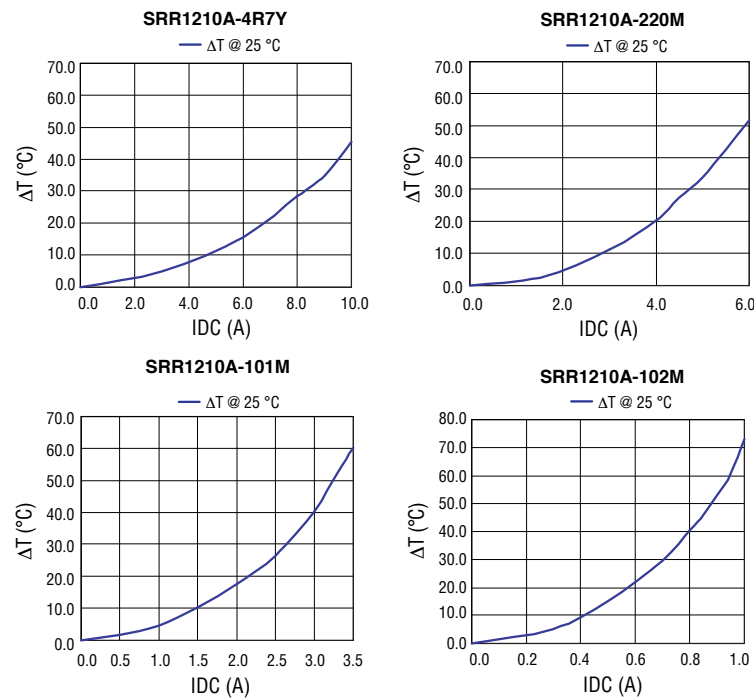 SRR1210A-4R7Y
ΔT @ 25 °C
70.0
60.0
50.0
40.0
30.0
20.0
10.0
0.0
ΔT (°C)
0.0 2.0 4.0 6.0 8.0 10.0
IDC (A)
SRR1210A-220M
ΔT @ 25 °C
70.0
60.0
50.0
40.0
30.0
20.0
10.0
0.0
ΔT (°C)
0.0 2.0 4.0 6.0
IDC (A)
SRR1210A-101M
ΔT @ 25 °C
70.0
60.0
50.0
40.0
30.0
20.0
10.0
0.0
ΔT (°C)
0.0 0.5 1.0 1.5 2.0 2.5 3.0 3.5
IDC (A)
SRR1210A-102M
ΔT @ 25 °C
80.0
70.0
60.0
50.0
40.0
30.0
20.0
10.0
0.0
ΔT (°C)
0.0 0.2 0.4 0.6 0.8 1.0
IDC (A)